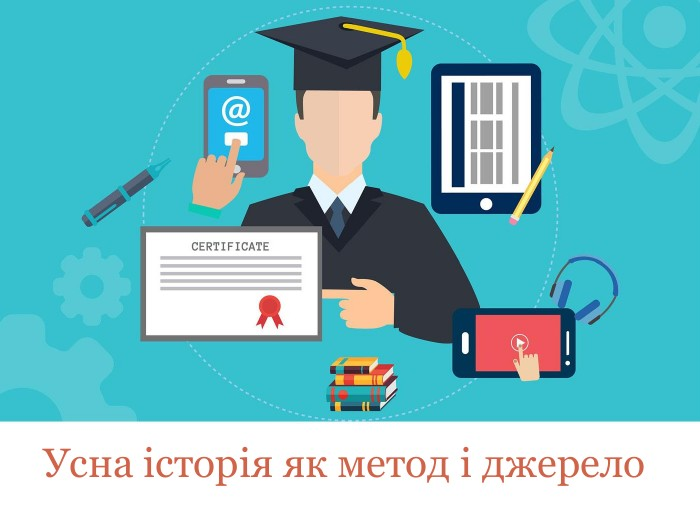 @
CERTIFICATE
Усна історія як метод і джерело